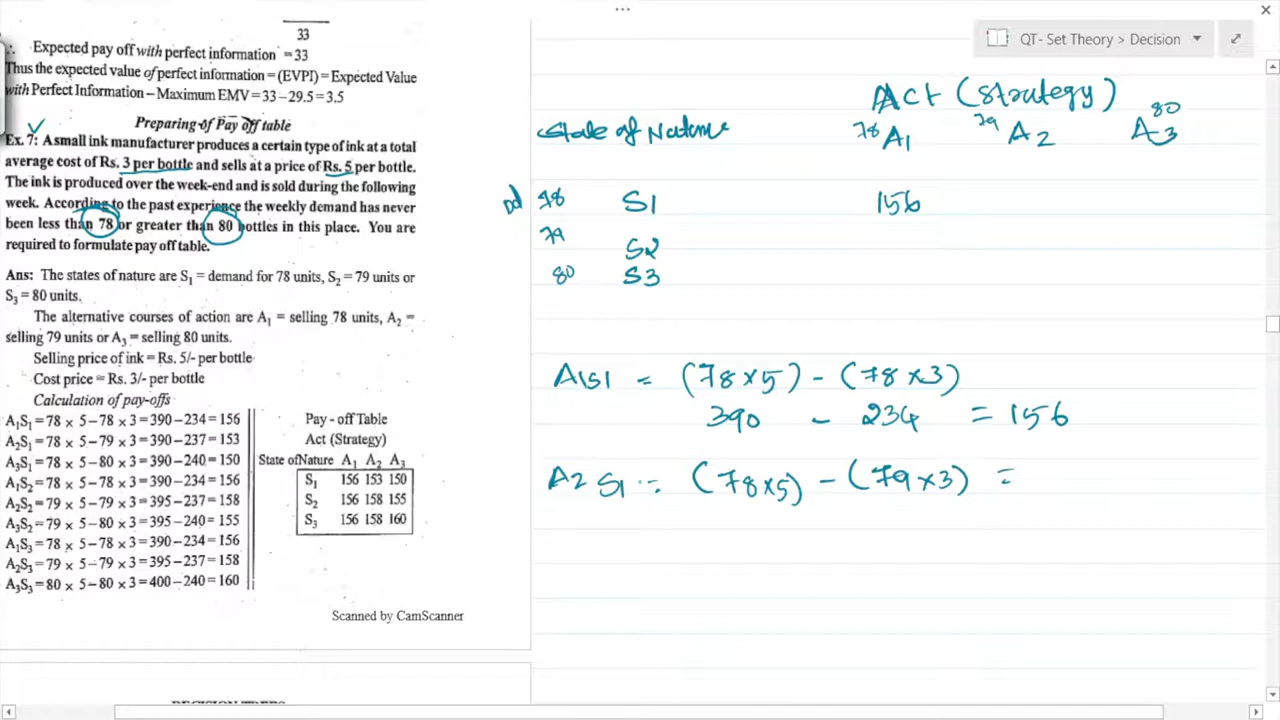 33
∴ Expected pay off with perfect information = 33
Thus the expected value of perfect information = (EVPI) = Expected Value
with Perfect Information – Maximum EMV = 33 – 29.5 = 3.5
Preparing of Pay off table
Ex. 7: A small ink manufacturer produces a certain type of ink at a total
average cost of Rs. 3 per bottle and sells at a price of Rs. 5 per bottle.
The ink is produced over the week-end and is sold during the following
week. According to the past experience the weekly demand has never
been less than 78 or greater than 80 bottles in this place. You are
required to formulate pay off table.
Ans: The states of nature are S₁ = demand for 78 units, S₂ = 79 units or
S₃ = 80 units.
The alternative courses of action are A₁ = selling 78 units, A₂ =
selling 79 units or A₃ = selling 80 units.
Selling price of ink = Rs. 5/- per bottle
Cost price = Rs. 3/- per bottle
Calculation of pay-offs
A₁S₁ = 78 × 5 – 78 × 3 = 390 – 234 = 156
A₂S₁ = 78 × 5 – 79 × 3 = 390 – 237 = 153
A₃S₁ = 78 × 5 – 80 × 3 = 390 – 240 = 150
A₁S₂ = 78 × 5 – 78 × 3 = 390 – 234 = 156
A₂S₂ = 79 × 5 – 79 × 3 = 395 – 237 = 158
A₃S₂ = 79 × 5 – 80 × 3 = 395 – 240 = 155
A₁S₃ = 78 × 5 – 78 × 3 = 390 – 234 = 156
A₂S₃ = 79 × 5 – 79 × 3 = 395 – 237 = 158
A₃S₃ = 80 × 5 – 80 × 3 = 400 – 240 = 160
Pay - off Table
Act (Strategy)
State of Nature A₁ A₂ A₃
S₁ 156 153 150
S₂ 156 158 155
S₃ 156 158 160
Scanned by CamScanner
QT- Set Theory > Decision
Act (Strategy)
State of Nature 78 A1 79 A2 80 A3
Dd 78 S1 156
79 S2
80 S3
A1S1 = (78×5) - (78×3)
390 - 234 = 156
A2 S1 = (78×5) - (79×3) =